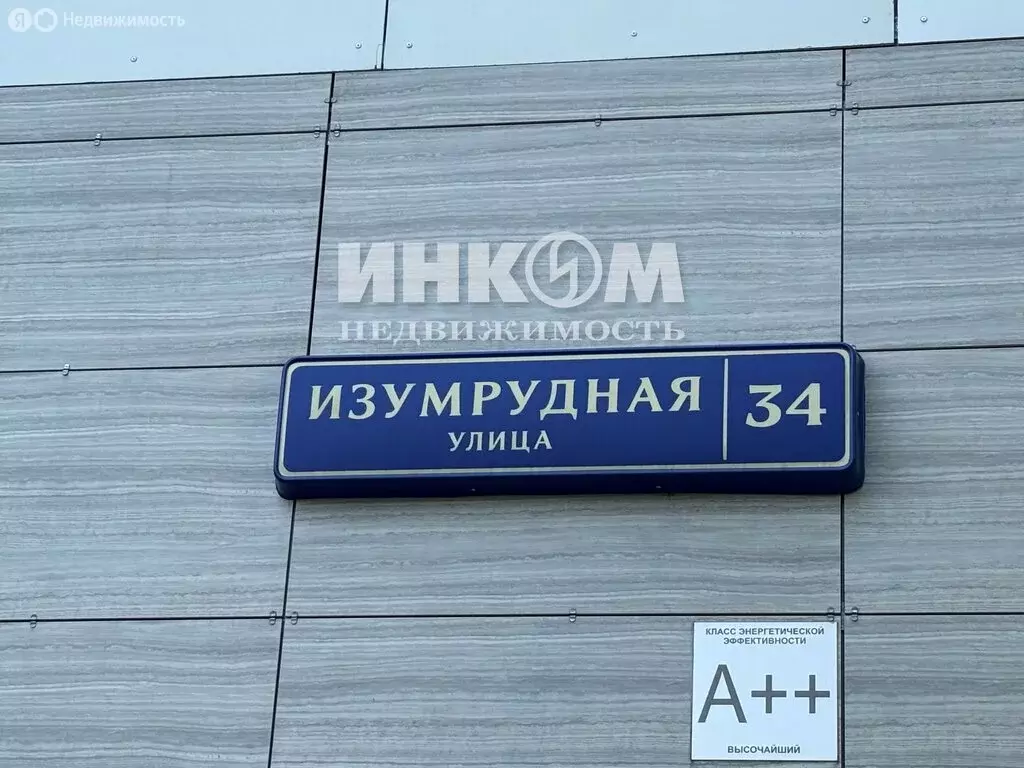 Я Недвижимость
ИНКОМ
НЕДВИЖИМОСТЬ
ИЗУМРУДНАЯ
УЛИЦА
34
КЛАСС ЭНЕРГЕТИЧЕСКОЙ
ЭФФЕКТИВНОСТИ
A++
ВЫСОЧАЙШИЙ